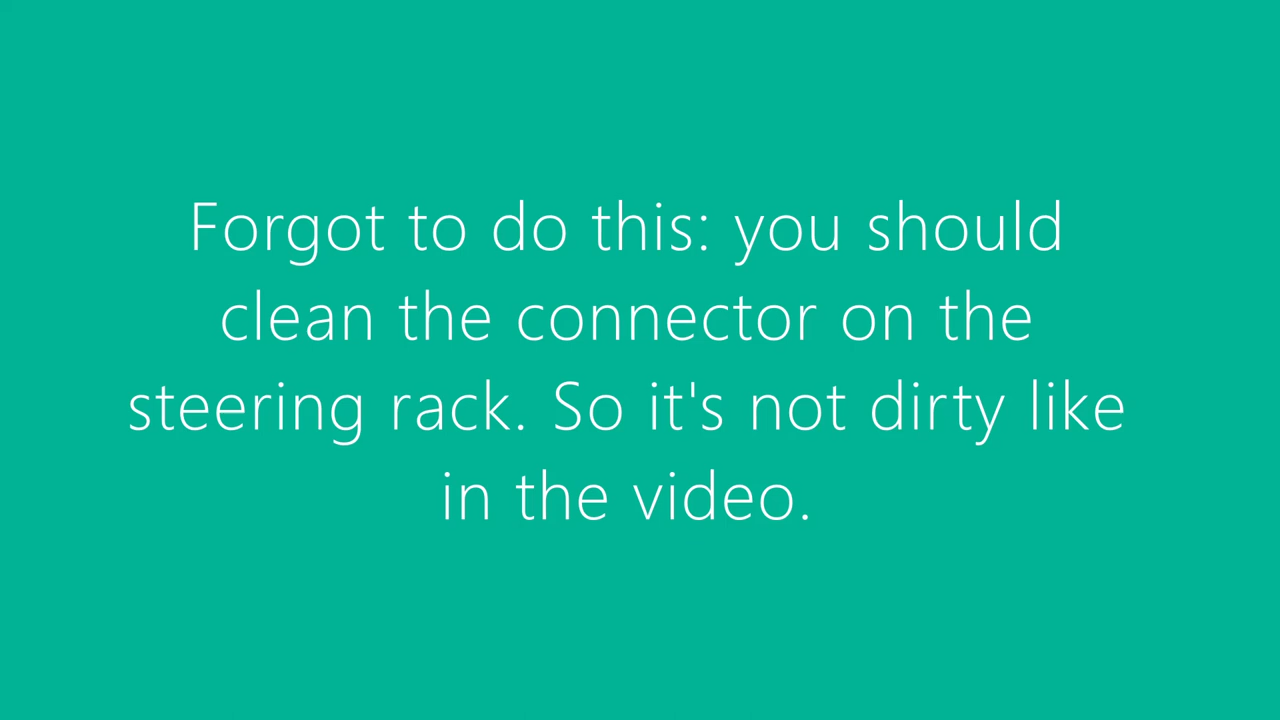 Forgot to do this: you should
clean the connector on the
steering rack. So it's not dirty like
in the video.